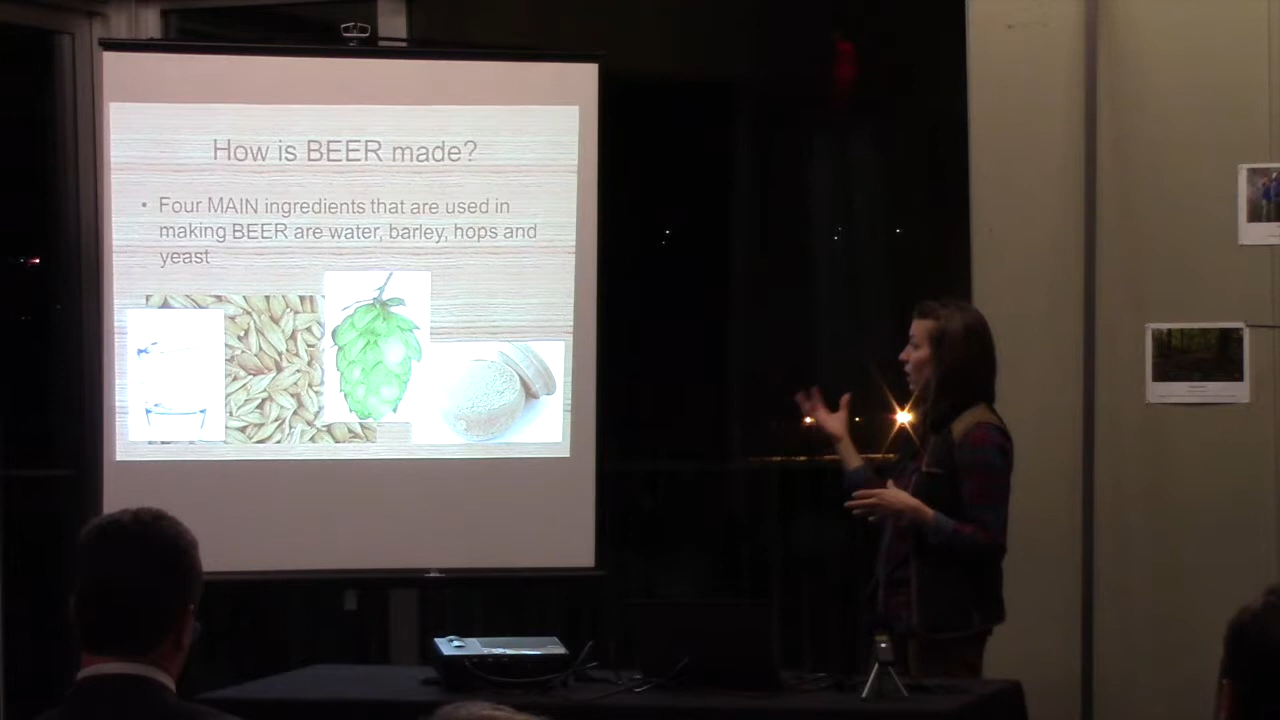 How is BEER made?
• Four MAIN ingredients that are used in
making BEER are water, barley, hops and
yeast